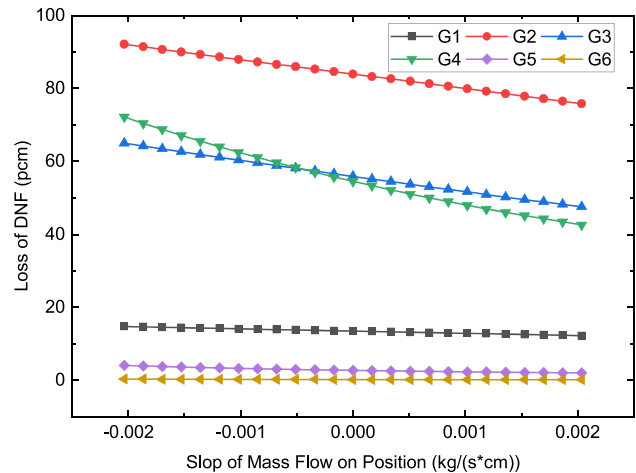 100
80
60
40
20
0
Loss of DNF (pcm)
G1 G2 G3
G4 G5 G6
-0.002 -0.001 0.000 0.001 0.002
Slop of Mass Flow on Position (kg/(s*cm))